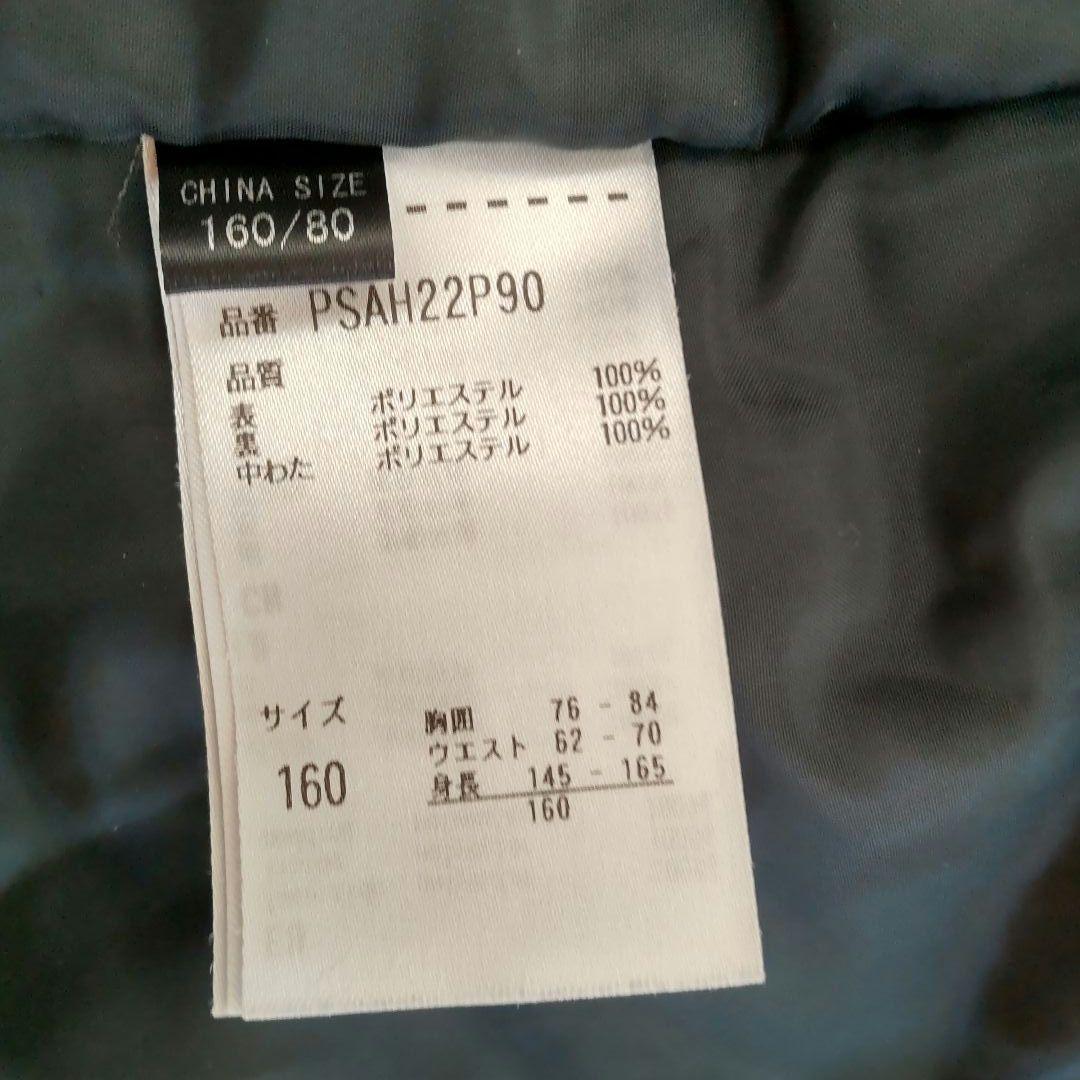 CHINA SIZE
160/80
------
品番 PSAH22P90
品質
表 ポリエステル 100%
裏 ポリエステル 100%
中わた ポリエステル 100%
サイズ
160
胸囲 76 - 84
ウエスト 62 - 70
身長 145 - 165
160